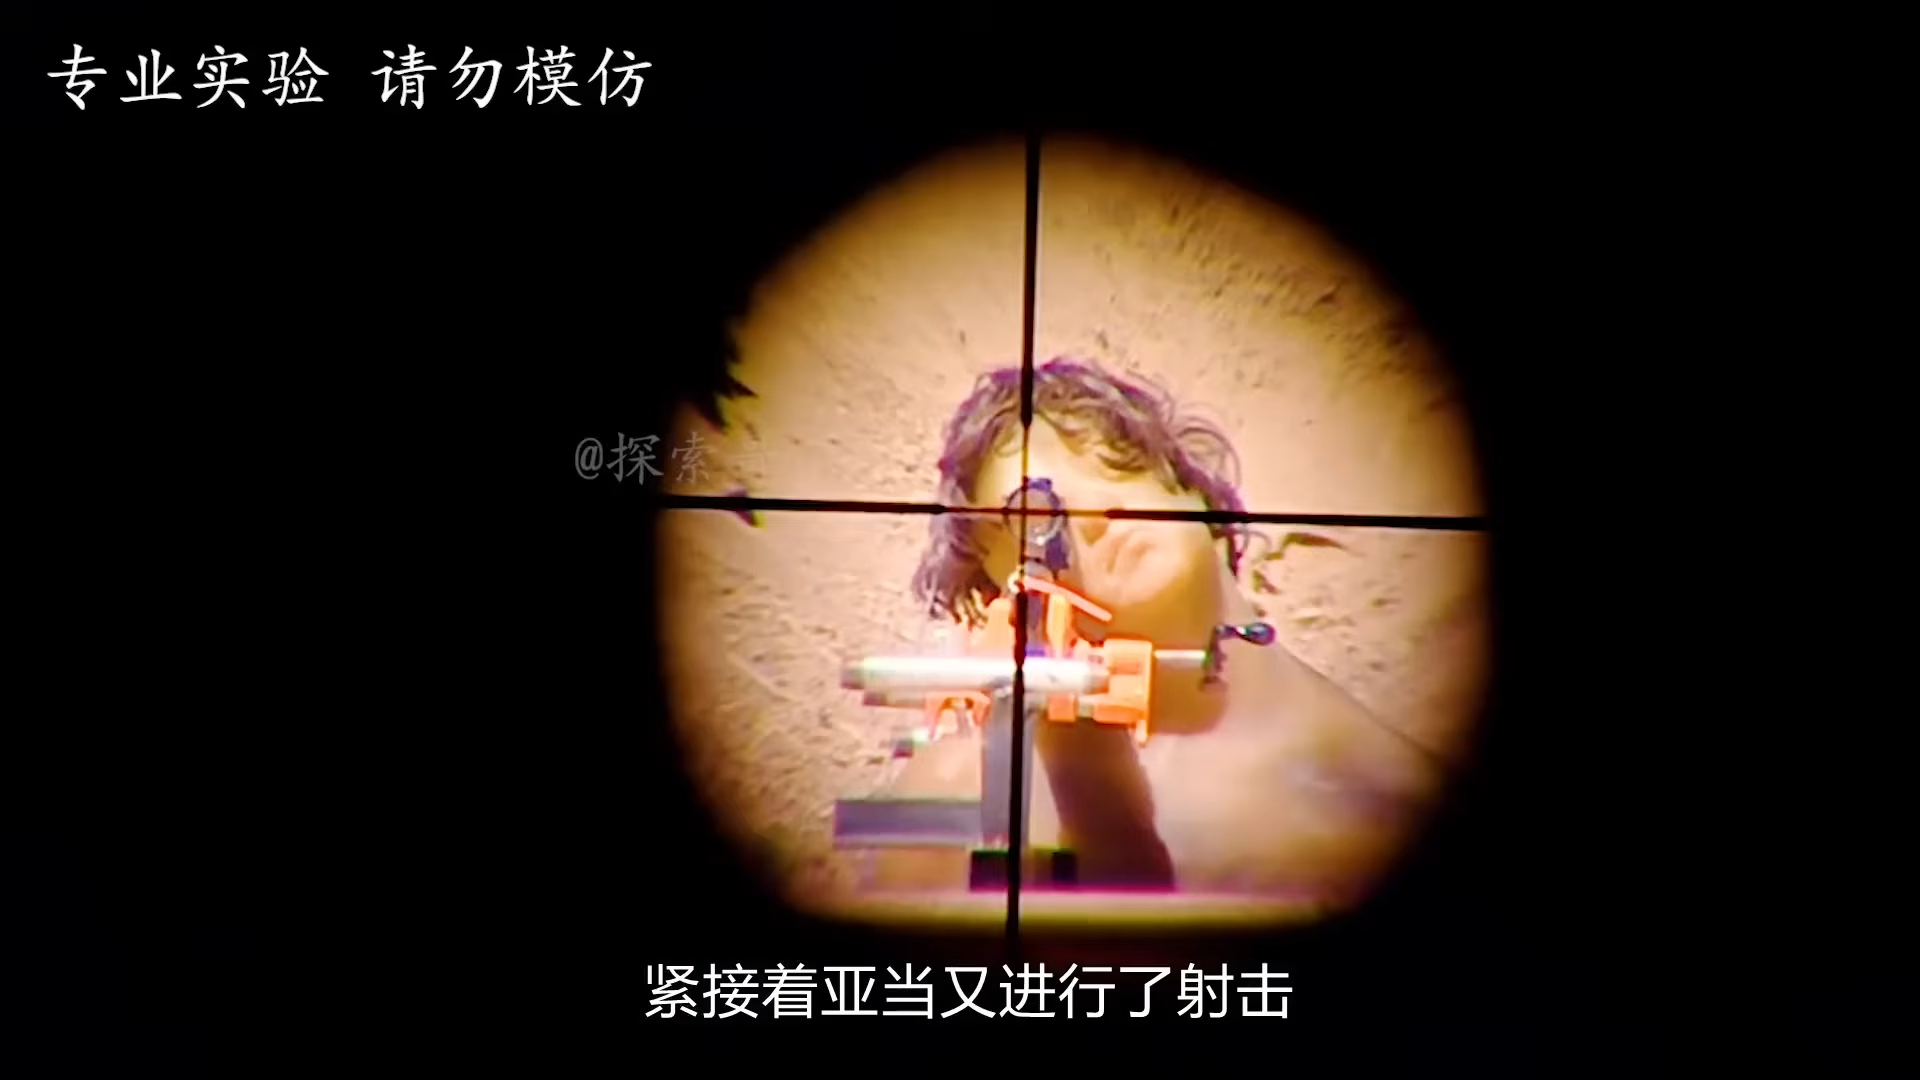 专业实验 请勿模仿
@探索
紧接着亚当又进行了射击